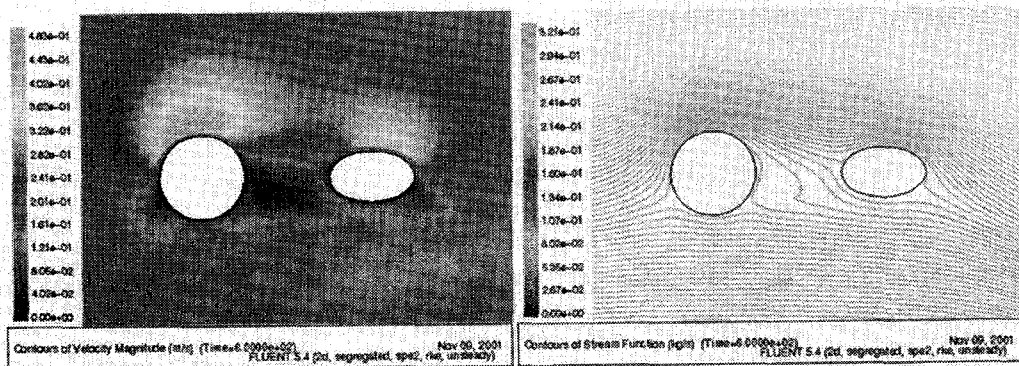 4.83e-01
4.43e-01
4.02e-01
3.62e-01
3.22e-01
2.82e-01
2.41e-01
2.01e-01
1.61e-01
1.21e-01
8.05e-02
4.02e-02
0.00e+00
Contours of Velocity Magnitude (m/s) (Time=6.0000e+02)
Nov 09, 2001
FLUENT 5.4 (2d, segregated, spe2, rke, unsteady)
3.21e-01
2.94e-01
2.67e-01
2.41e-01
2.14e-01
1.87e-01
1.60e-01
1.34e-01
1.07e-01
8.02e-02
5.35e-02
2.67e-02
0.00e+00
Contours of Stream Function (kg/s) (Time=6.0000e+02)
Nov 09, 2001
FLUENT 5.4 (2d, segregated, spe2, rke, unsteady)